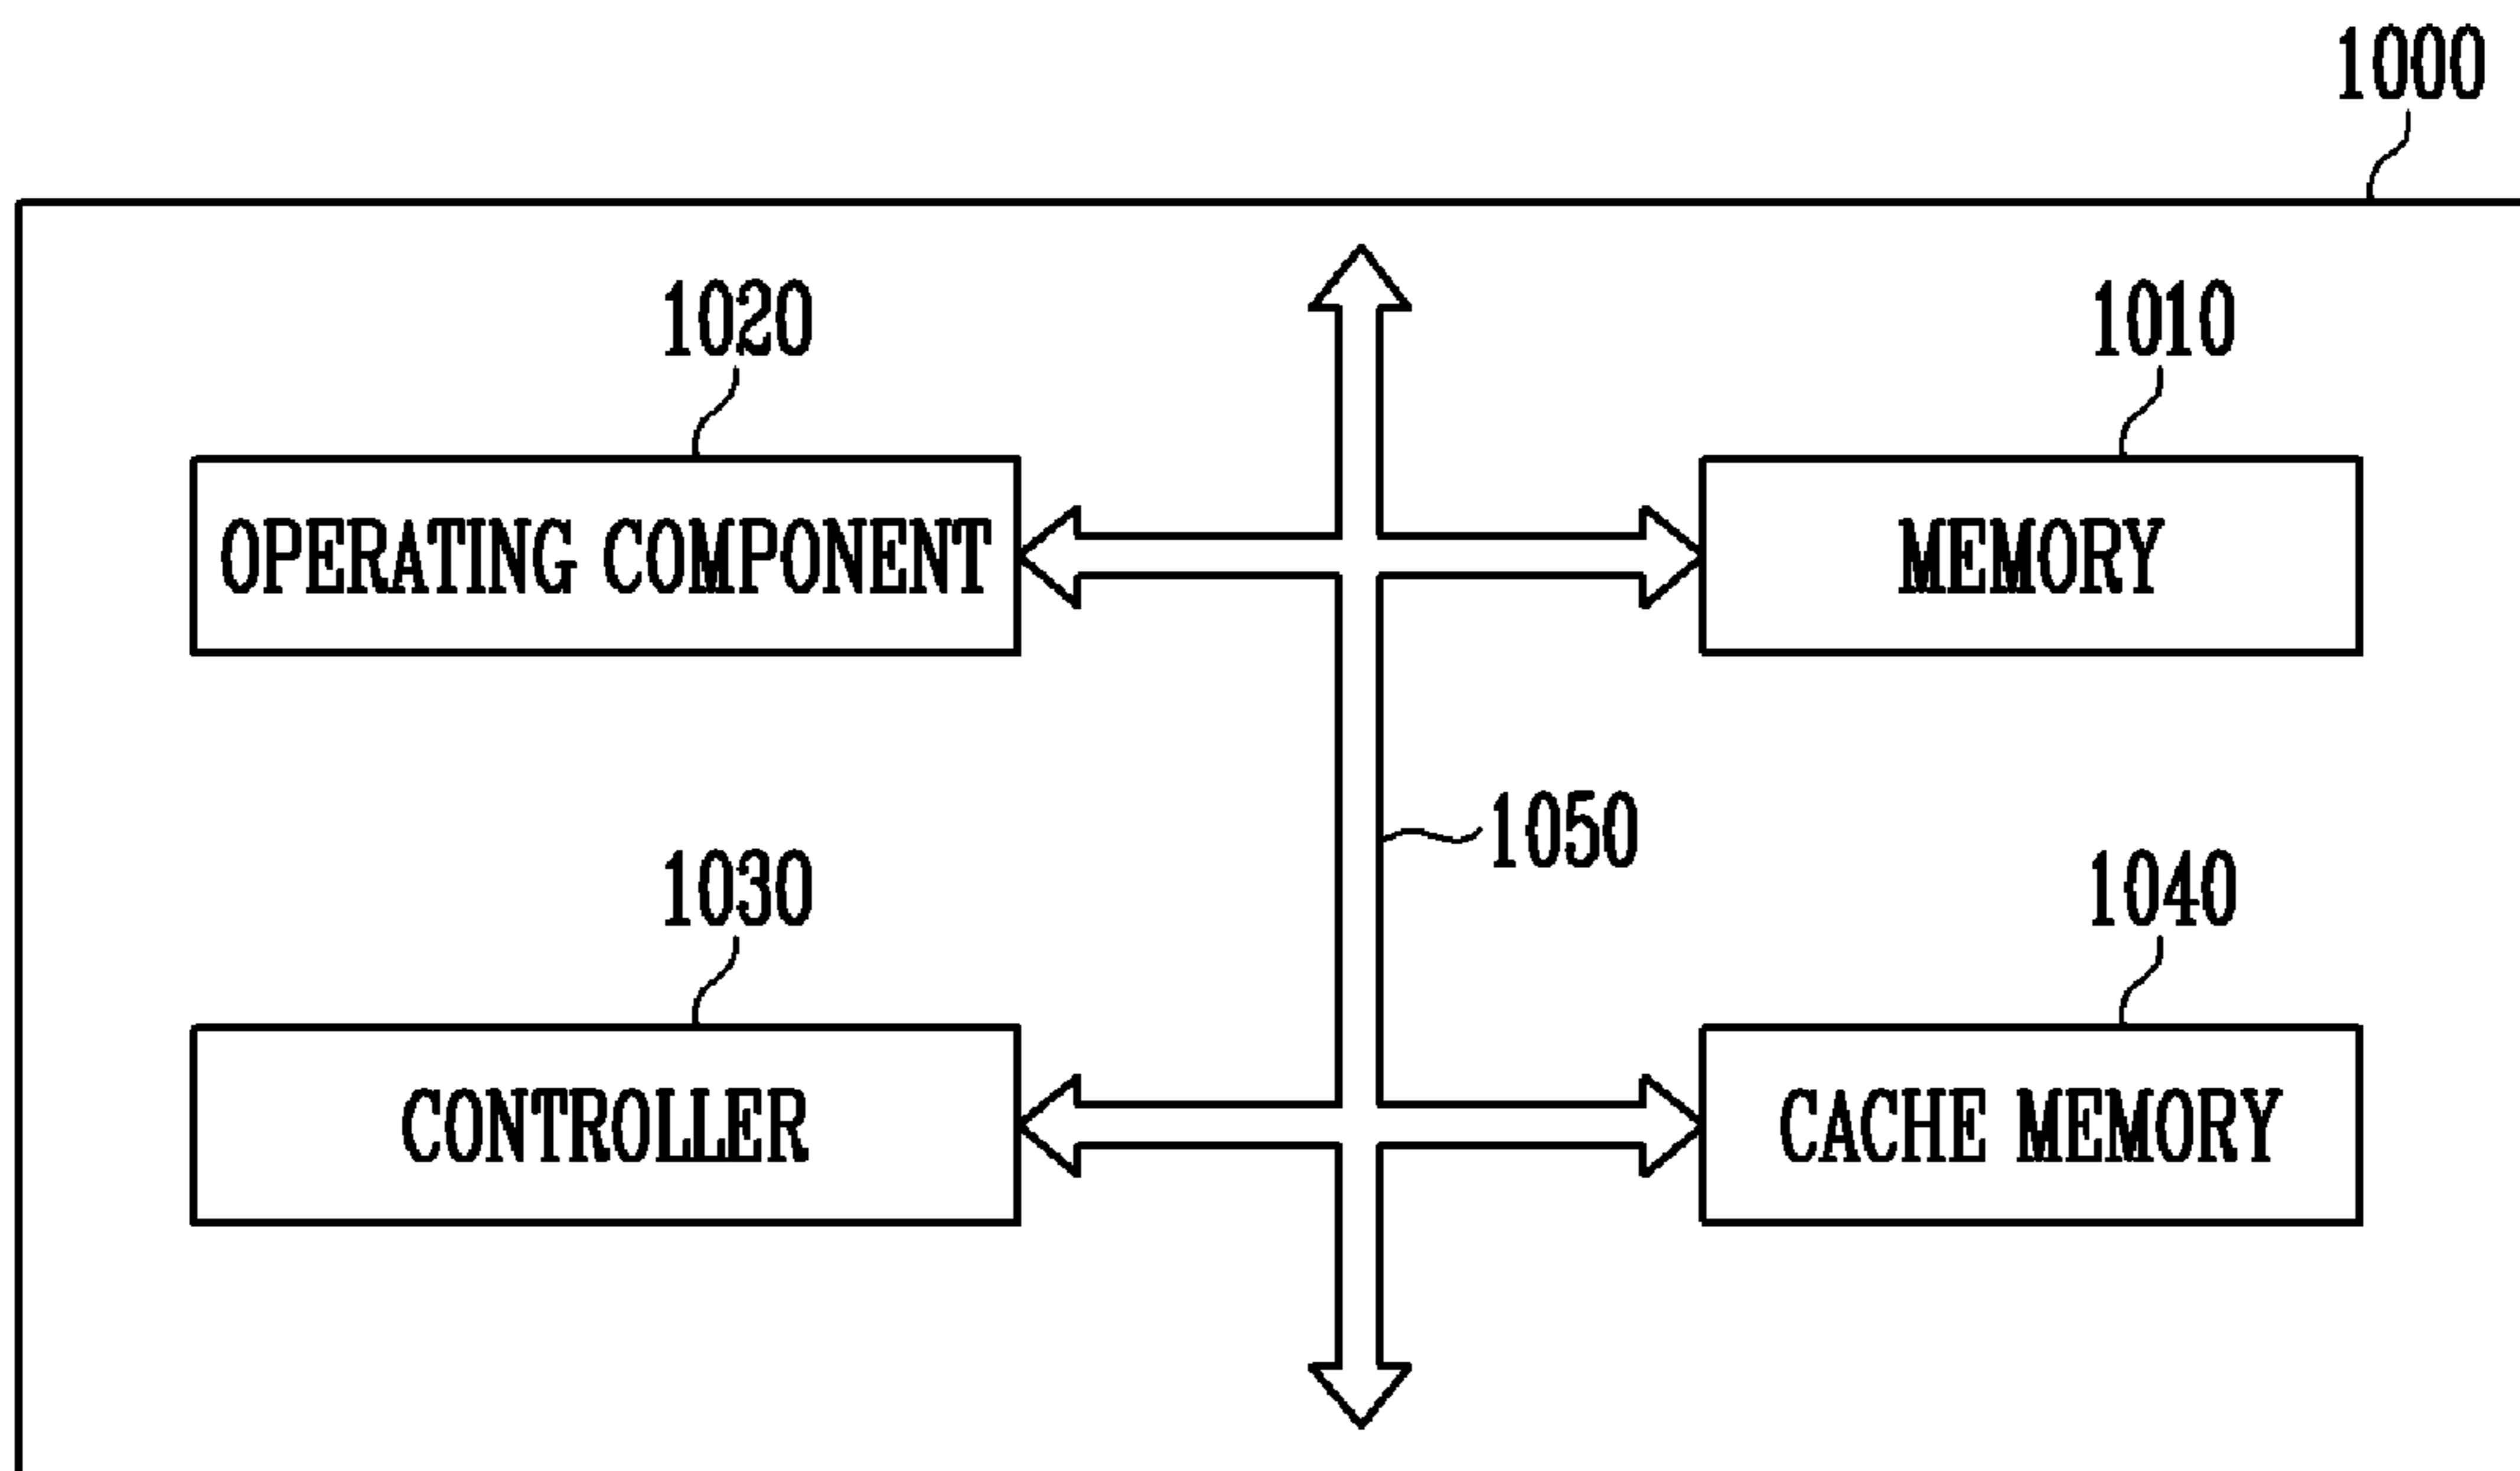 1000
1020
1010
OPERATING COMPONENT
MEMORY
1050
1030
1040
CONTROLLER
CACHE MEMORY